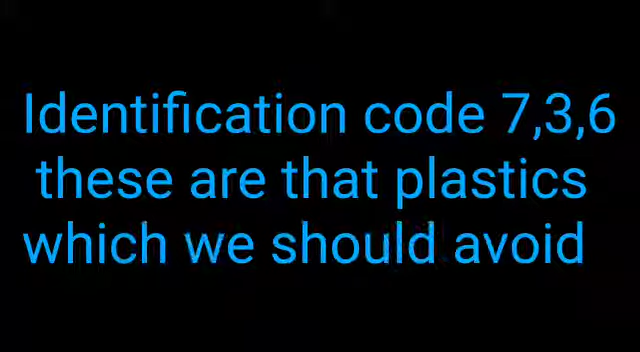 Identification code 7,3,6
these are that plastics
which we should avoid